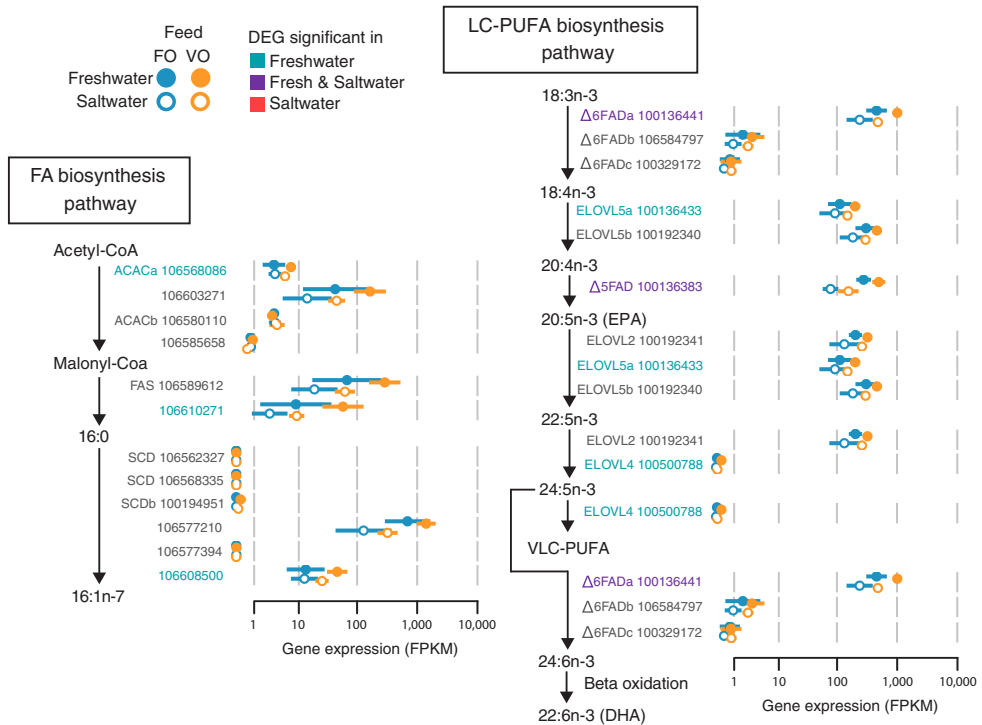 Feed
FO VO
Freshwater
Saltwater
DEG significant in
Freshwater
Fresh & Saltwater
Saltwater
FA biosynthesis
pathway
Acetyl-CoA
ACACa 106568086
106603271
ACACb 106580110
106585658
Malonyl-Coa
FAS 106589612
106610271
16:0
SCD 106562327
SCD 106568335
SCDb 100194951
106577210
106577394
106608500
16:1n-7
1 10 100 1,000 10,000
Gene expression (FPKM)
LC-PUFA biosynthesis
pathway
18:3n-3
Δ6FADa 100136441
Δ6FADb 106584797
Δ6FADc 100329172
18:4n-3
ELOVL5a 100136433
ELOVL5b 100192340
20:4n-3
Δ5FAD 100136383
20:5n-3 (EPA)
ELOVL2 100192341
ELOVL5a 100136433
ELOVL5b 100192340
22:5n-3
ELOVL2 100192341
ELOVL4 100500788
24:5n-3
ELOVL4 100500788
VLC-PUFA
Δ6FADa 100136441
Δ6FADb 106584797
Δ6FADc 100329172
24:6n-3
Beta oxidation
22:6n-3 (DHA)
1 10 100 1,000 10,000
Gene expression (FPKM)